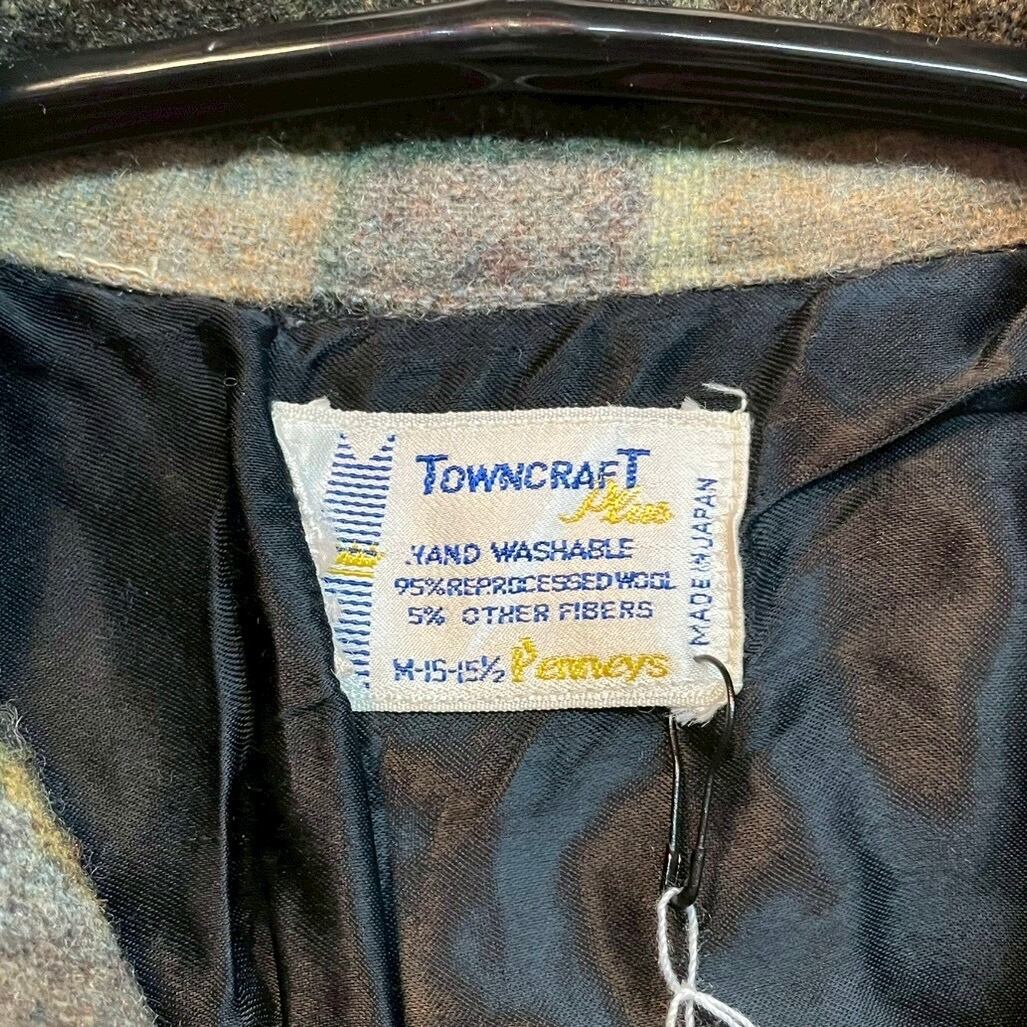 TOWNCRAFT
Plus
HAND WASHABLE
95% REPROCESSED WOOL
5% OTHER FIBERS
M-15-15½ Penneys
MADE IN JAPAN